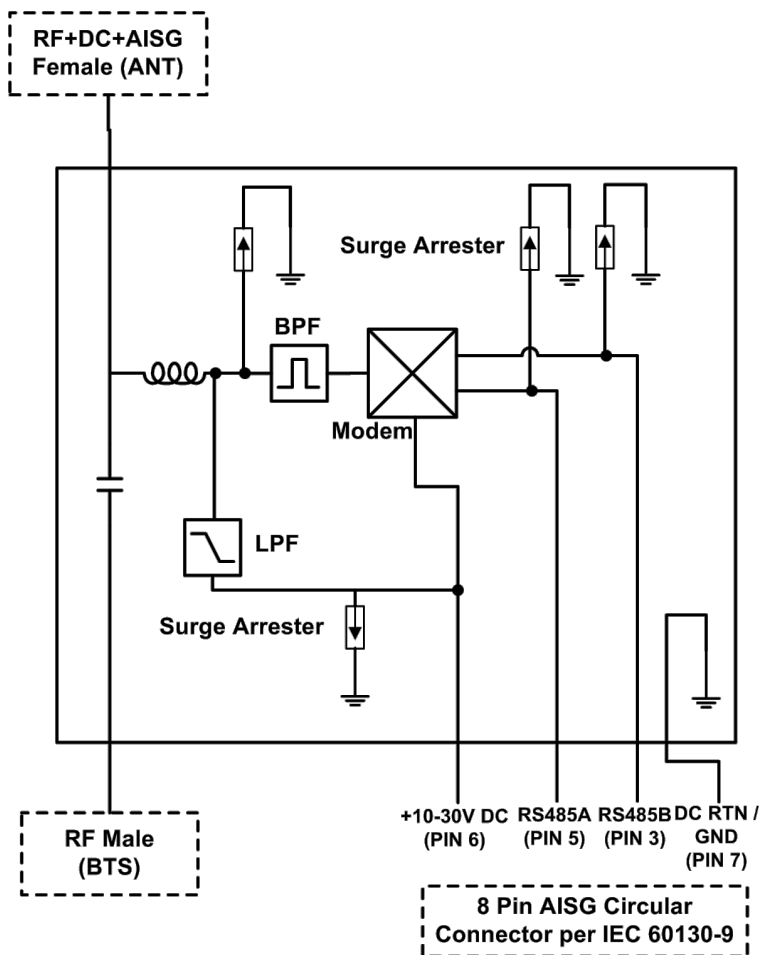 RF+DC+AISG
Female (ANT)
Surge Arrester
BPF
Modem
LPF
Surge Arrester
+10-30V DC
(PIN 6)
RS485A
(PIN 5)
RS485B
(PIN 3)
DC RTN /
GND
(PIN 7)
RF Male
(BTS)
8 Pin AISG Circular
Connector per IEC 60130-9